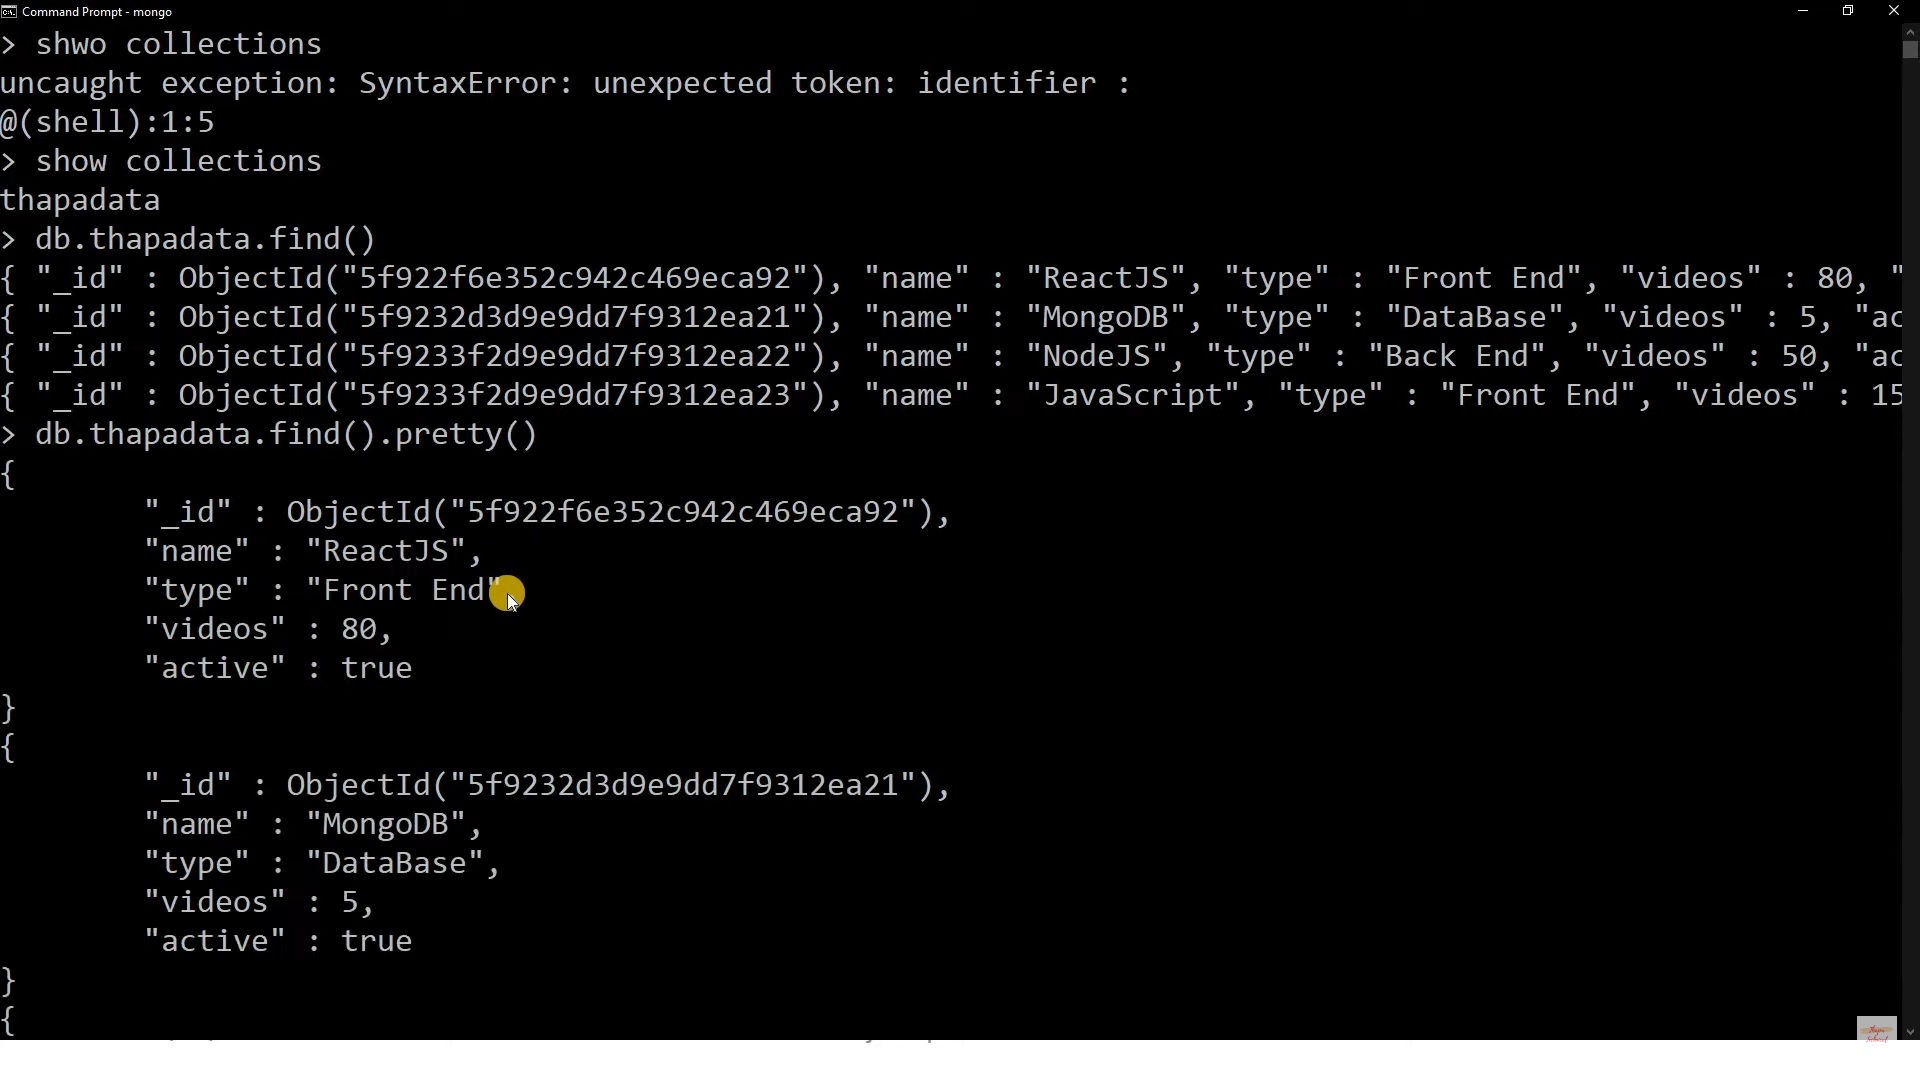 Command Prompt - mongo
> shwo collections
uncaught exception: SyntaxError: unexpected token: identifier :
@(shell):1:5
> show collections
thapadata
> db.thapadata.find()
{ "_id" : ObjectId("5f922f6e352c942c469eca92"), "name" : "ReactJS", "type" : "Front End", "videos" : 80, "
{ "_id" : ObjectId("5f9232d3d9e9dd7f9312ea21"), "name" : "MongoDB", "type" : "DataBase", "videos" : 5, "ac
{ "_id" : ObjectId("5f9233f2d9e9dd7f9312ea22"), "name" : "NodeJS", "type" : "Back End", "videos" : 50, "ac
{ "_id" : ObjectId("5f9233f2d9e9dd7f9312ea23"), "name" : "JavaScript", "type" : "Front End", "videos" : 15
> db.thapadata.find().pretty()
{
"_id" : ObjectId("5f922f6e352c942c469eca92"),
"name" : "ReactJS",
"type" : "Front End"
"videos" : 80,
"active" : true
}
{
"_id" : ObjectId("5f9232d3d9e9dd7f9312ea21"),
"name" : "MongoDB",
"type" : "DataBase",
"videos" : 5,
"active" : true
}
{